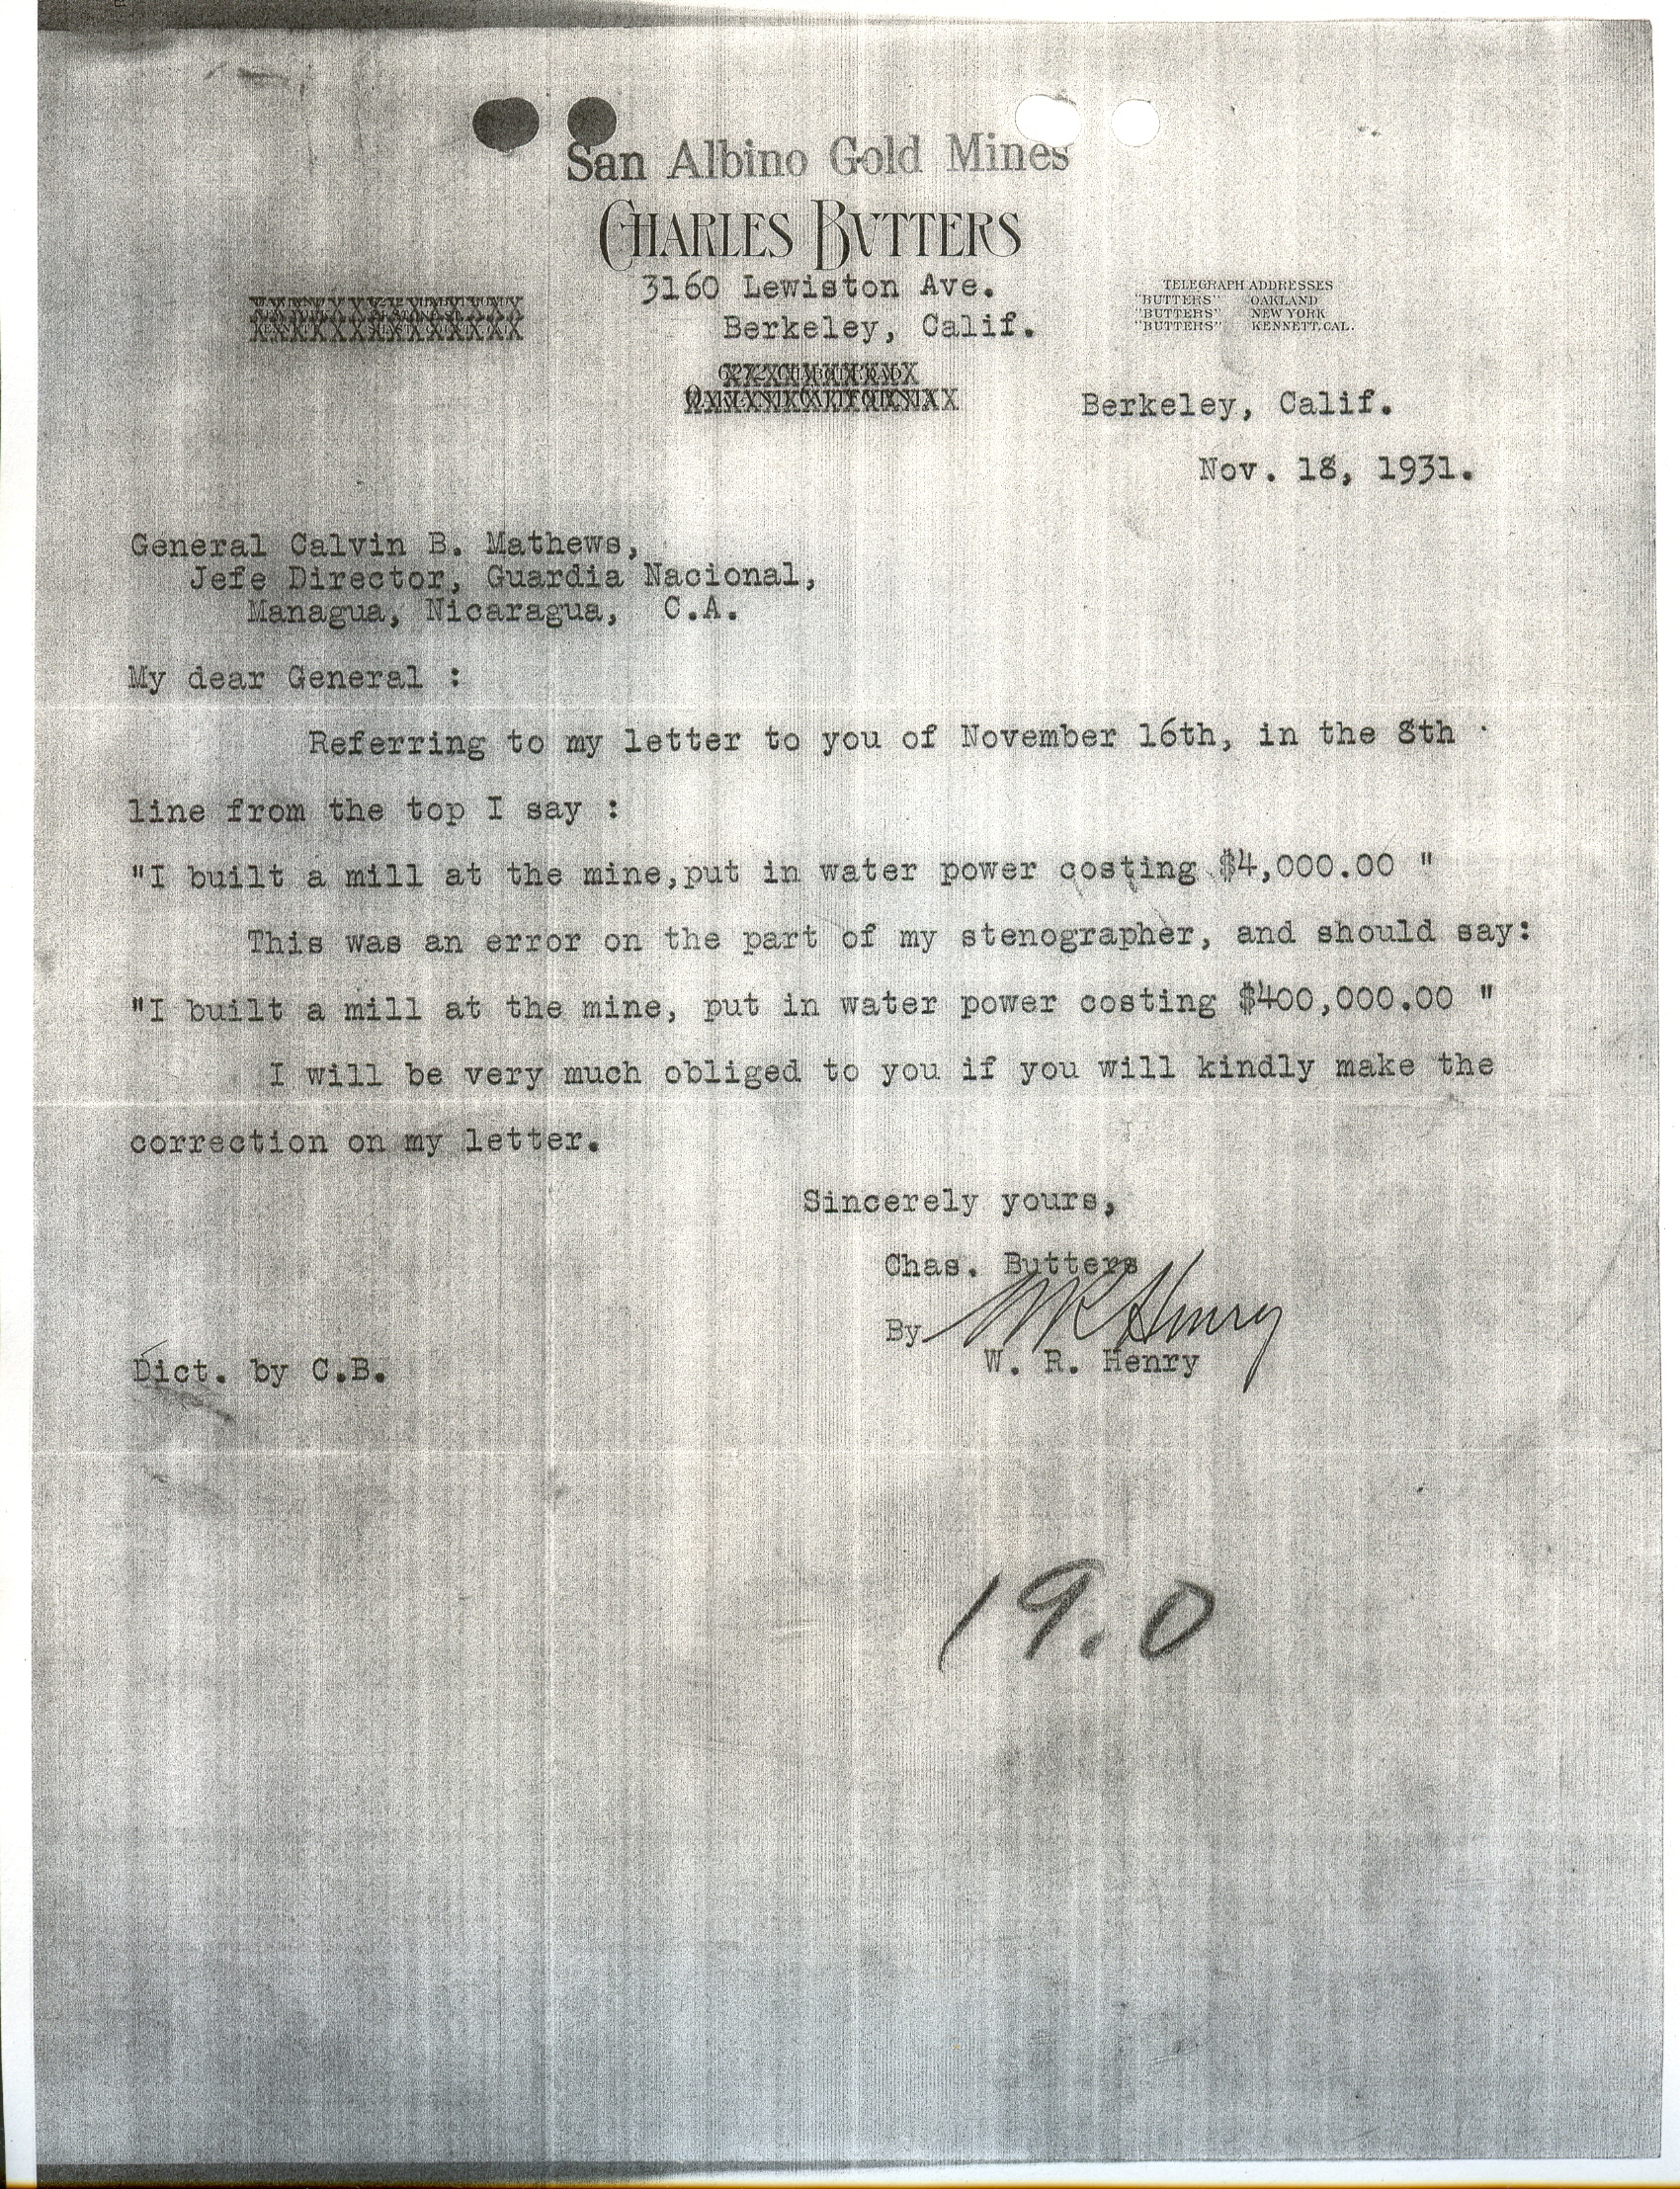 San Albino Gold Mines
CHARLES BUTTERS
3160 Lewiston Ave.
Berkeley, Calif.
TELEGRAPH ADDRESSES
"BUTTERS" OAKLAND
"BUTTERS" NEW YORK
"BUTTERS" KENNETT, CAL.
Berkeley, Calif.
Nov. 18, 1931.
General Calvin B. Mathews,
Jefe Director, Guardia Nacional,
Managua, Nicaragua, C.A.
My dear General :
Referring to my letter to you of November 16th, in the 8th
line from the top I say :
"I built a mill at the mine,put in water power costing $4,000.00 "
This was an error on the part of my stenographer, and should say:
"I built a mill at the mine, put in water power costing $400,000.00 "
I will be very much obliged to you if you will kindly make the
correction on my letter.
Sincerely yours,
Chas. Butters
By WR Henry
W. R. Henry
Dict. by C.B.
19.0